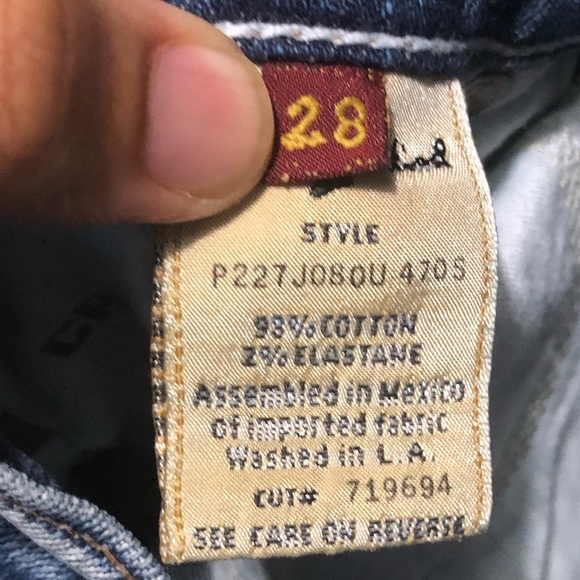 28
STYLE
P227J080U 470S
98% COTTON
2% ELASTANE
Assembled in Mexico
of imported fabric
Washed in L.A.
CUT# 719694
SEE CARE ON REVERSE